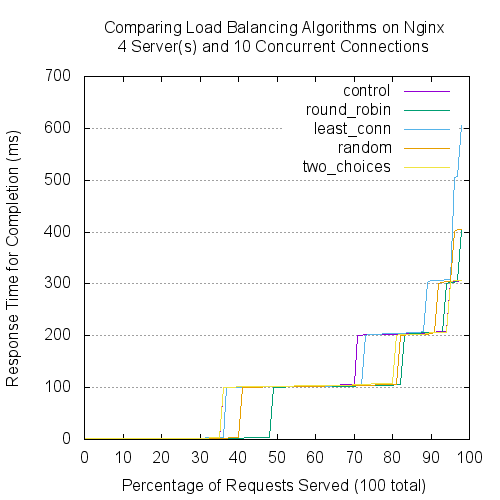 Comparing Load Balancing Algorithms on Nginx
4 Server(s) and 10 Concurrent Connections
control
round_robin
least_conn
random
two_choices
Response Time for Completion (ms)
700
600
500
400
300
200
100
0
0 10 20 30 40 50 60 70 80 90 100
Percentage of Requests Served (100 total)